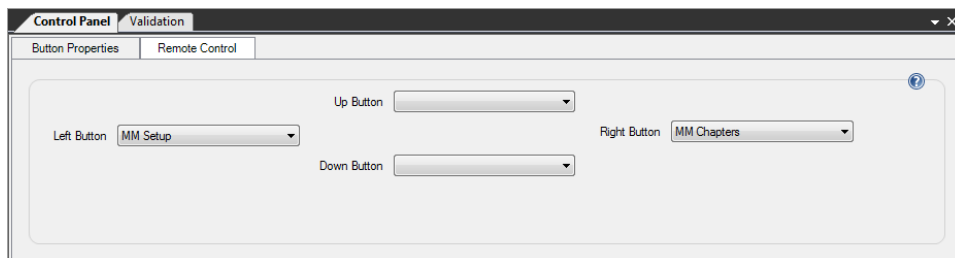 Control Panel Validation
Button Properties Remote Control
Up Button
Left Button MM Setup
Right Button MM Chapters
Down Button